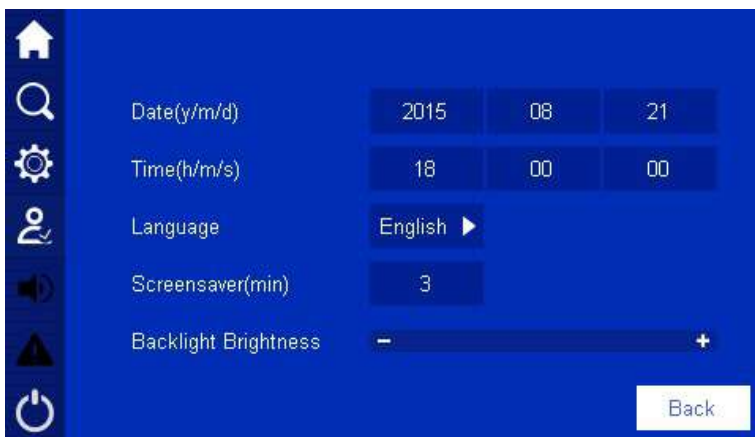 Date(y/m/d) 2015 08 21
Time(h/m/s) 18 00 00
Language English
Screensaver(min) 3
Backlight Brightness - +
Back